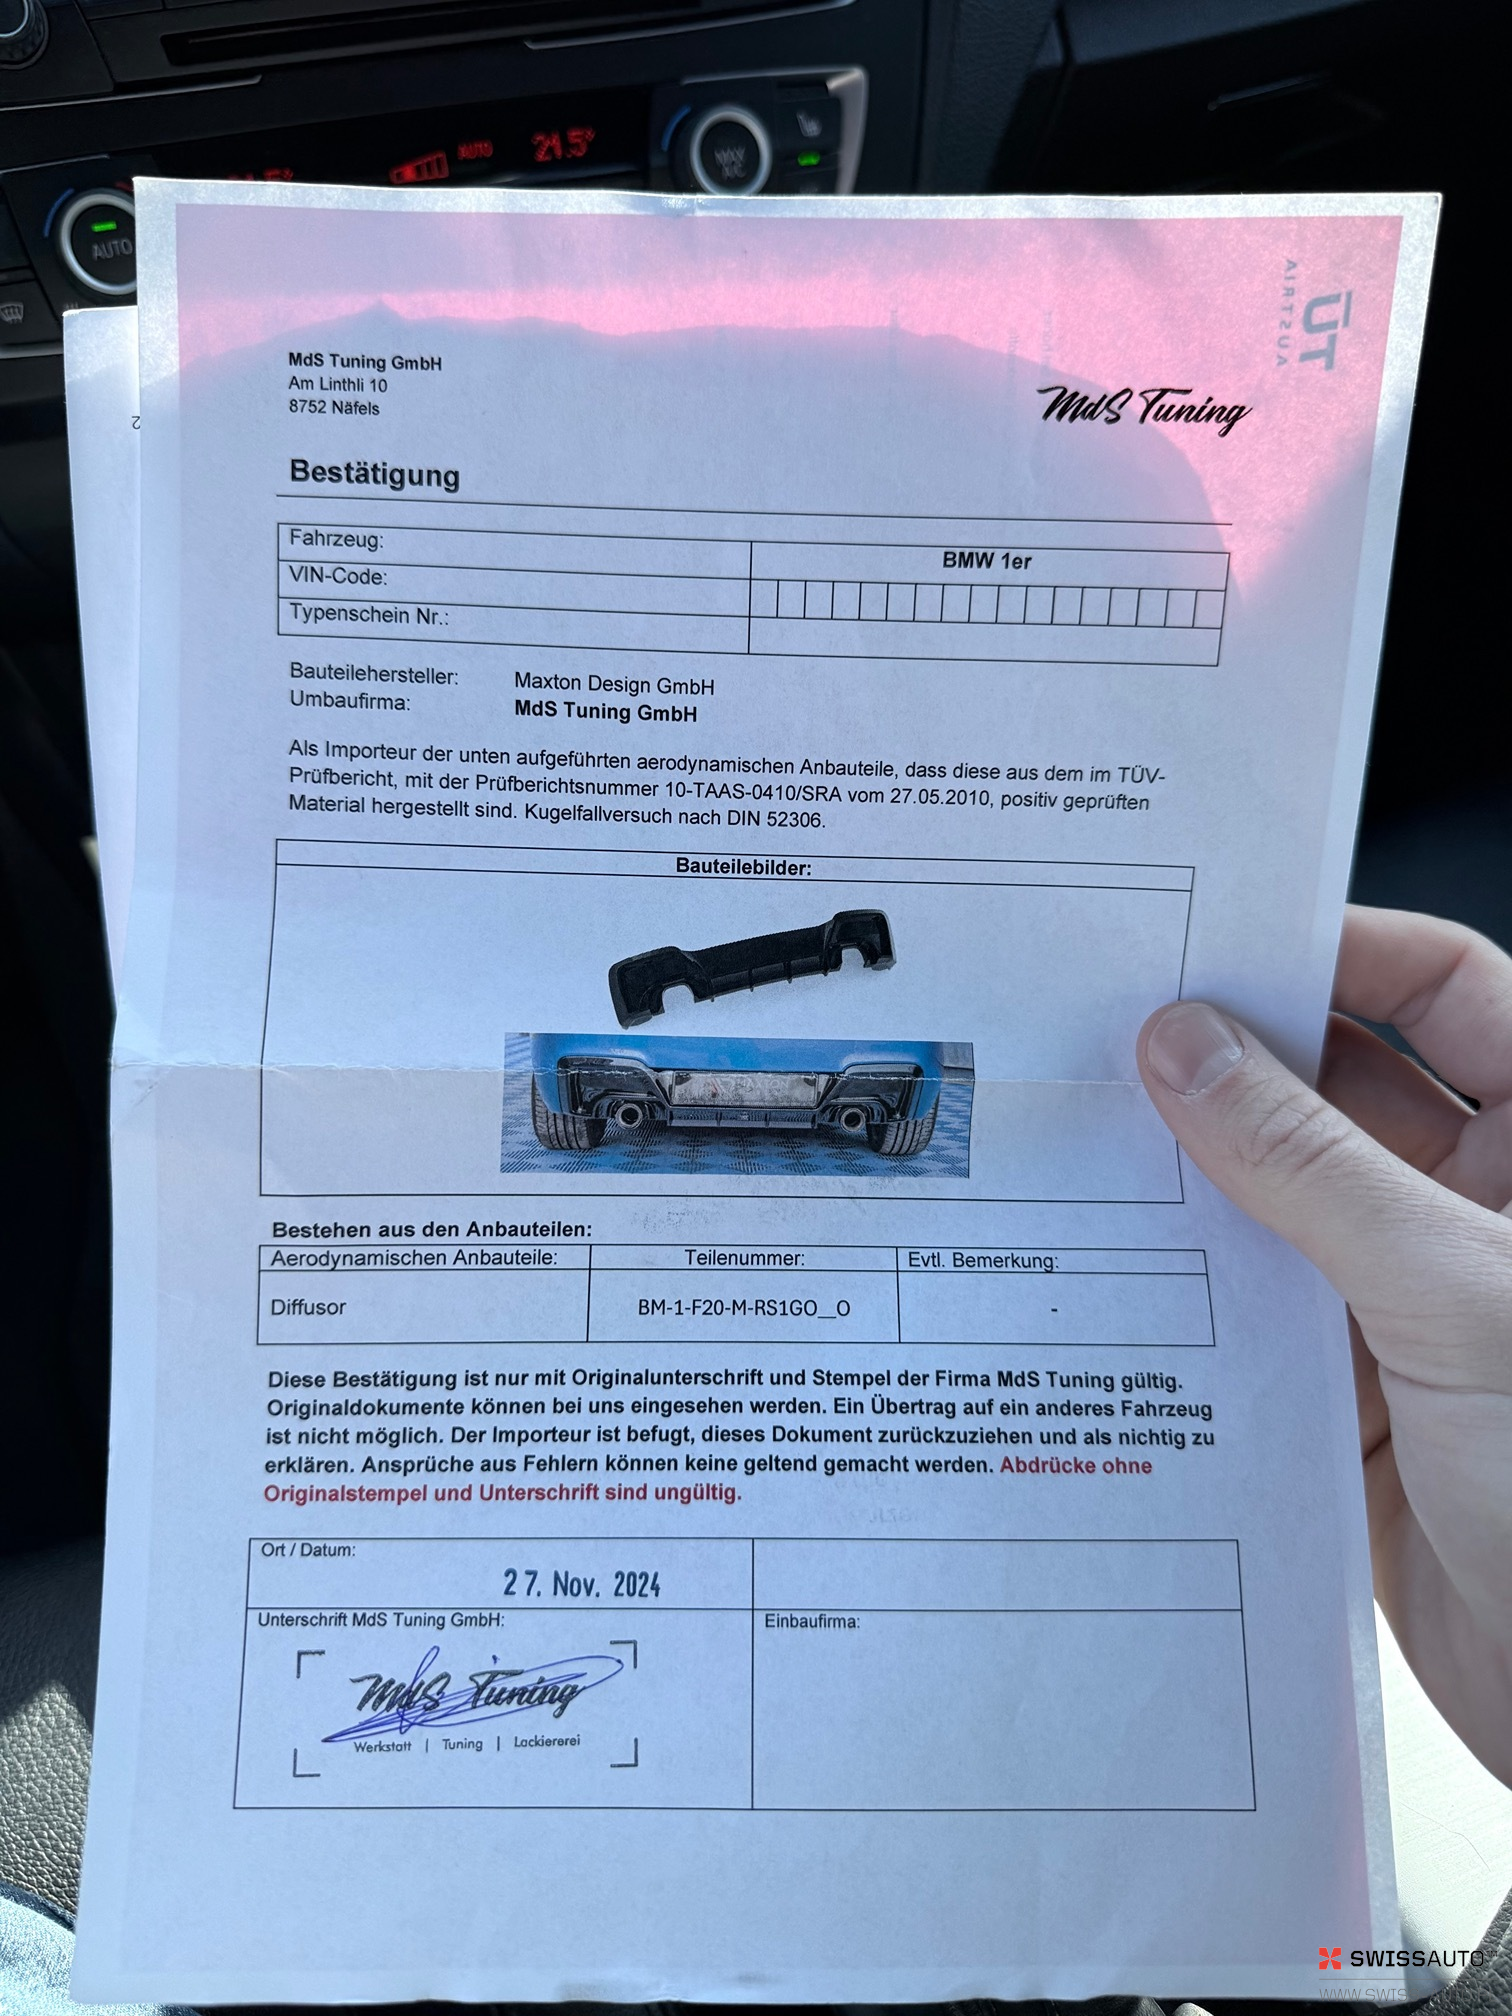 AUTO
21.5
MAX
A/C
AUTO
TÜV
AUSTRIA
2
MdS Tuning GmbH
Am Linthli 10
8752 Näfels
MdS Tuning
Bestätigung
Fahrzeug:
BMW 1er
VIN-Code:
Typenschein Nr.:
Bauteilehersteller: Maxton Design GmbH
Umbaufirma: MdS Tuning GmbH
Als Importeur der unten aufgeführten aerodynamischen Anbauteile, dass diese aus dem im TÜV-
Prüfbericht, mit der Prüfberichtsnummer 10-TAAS-0410/SRA vom 27.05.2010, positiv geprüften
Material hergestellt sind. Kugelfallversuch nach DIN 52306.
Bauteilebilder:
Bestehen aus den Anbauteilen:
Aerodynamischen Anbauteile: Teilenummer: Evtl. Bemerkung:
Diffusor BM-1-F20-M-RS1GO__O -
Diese Bestätigung ist nur mit Originalunterschrift und Stempel der Firma MdS Tuning gültig.
Originaldokumente können bei uns eingesehen werden. Ein Übertrag auf ein anderes Fahrzeug
ist nicht möglich. Der Importeur ist befugt, dieses Dokument zurückzuziehen und als nichtig zu
erklären. Ansprüche aus Fehlern können keine geltend gemacht werden. Abdrücke ohne
Originalstempel und Unterschrift sind ungültig.
Ort / Datum:
27. Nov. 2024
Unterschrift MdS Tuning GmbH: Einbaufirma:
MdS Tuning
Werkstatt | Tuning | Lackiererei
SWISSAUTO